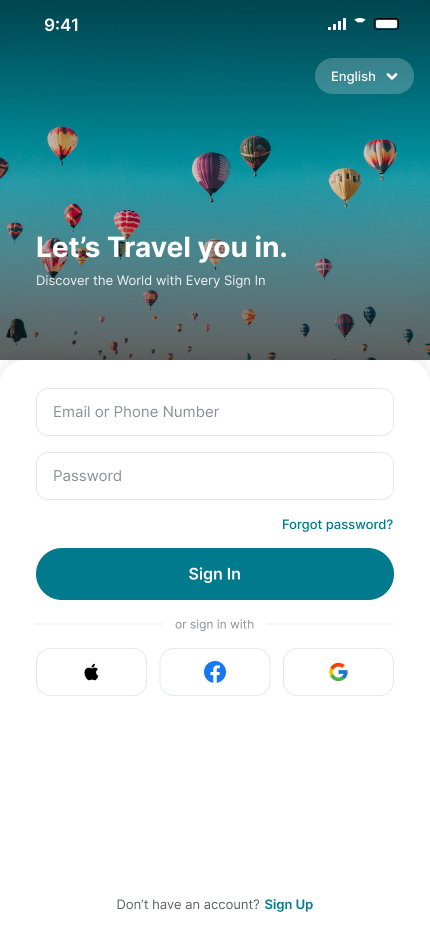 9:41
English
Let’s Travel you in.
Discover the World with Every Sign In
Email or Phone Number
Password
Forgot password?
Sign In
or sign in with
Don’t have an account? Sign Up